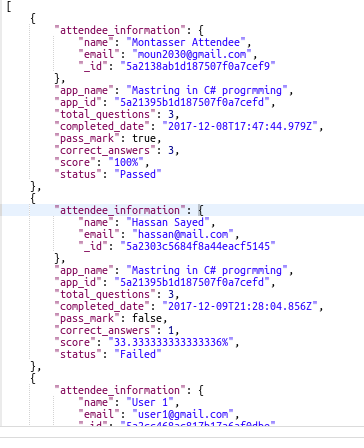 [
{
"attendee_information": {
"name": "Montasser Attendee",
"email": "moun2030@gmail.com",
"_id": "5a2138ab1d187507f0a7cef9"
},
"app_name": "Mastring in C# progrmming",
"app_id": "5a21395b1d187507f0a7cefd",
"total_questions": 3,
"completed_date": "2017-12-08T17:47:44.979Z",
"pass_mark": true,
"correct_answers": 3,
"score": "100%",
"status": "Passed"
},
{
"attendee_information": {
"name": "Hassan Sayed",
"email": "hassan@mail.com",
"_id": "5a2303c5684f8a44eacf5145"
},
"app_name": "Mastring in C# progrmming",
"app_id": "5a21395b1d187507f0a7cefd",
"total_questions": 3,
"completed_date": "2017-12-09T21:28:04.856Z",
"pass_mark": false,
"correct_answers": 1,
"score": "33.333333333333336%",
"status": "Failed"
},
{
"attendee_information": {
"name": "User 1",
"email": "user1@gmail.com",
"_id":